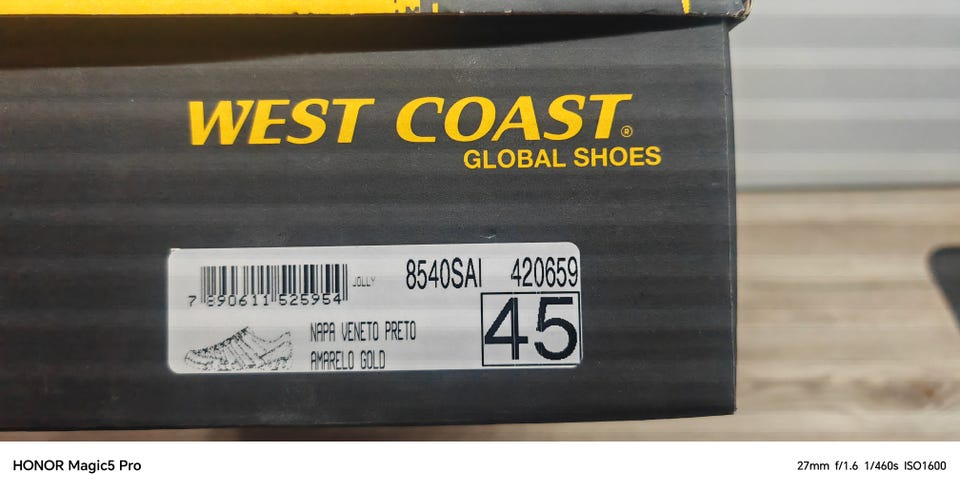 WEST COAST®
GLOBAL SHOES
8540SAI 420659
JOLLY
7 890611 525954
45
NAPA VENETO PRETO
AMARELO GOLD
HONOR Magic5 Pro
27mm f/1.6 1/460s ISO1600